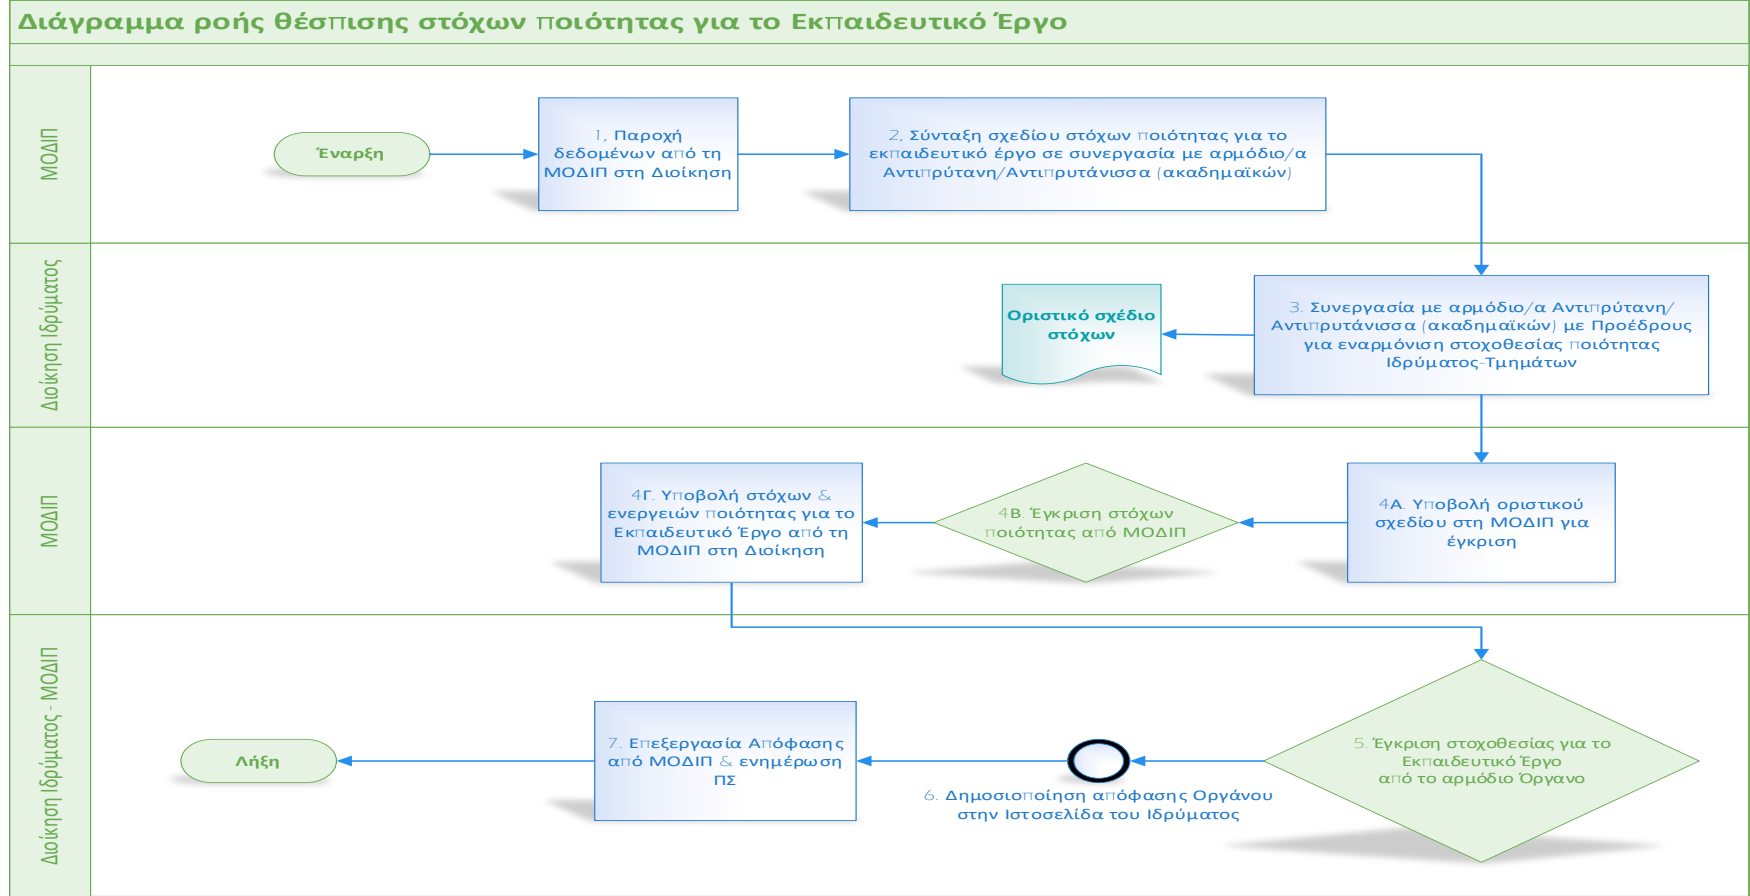 Διάγραμμα ροής θέσπισης στόχων ποιότητας για το Εκπαιδευτικό Έργο
ΜΟΔΙΠ
Έναρξη
1, Παροχή
δεδομένων από τη
ΜΟΔΙΠ στη Διοίκηση
2, Σύνταξη σχεδίου στόχων ποιότητας για το
εκπαιδευτικό έργο σε συνεργασία με αρμόδιο/α
Αντιπρύτανη/Αντιπρυτάνισσα (ακαδημαϊκών)
Διοίκηση Ιδρύματος
Οριστικό σχέδιο
στόχων
3. Συνεργασία με αρμόδιο/α Αντιπρύτανη/
Αντιπρυτάνισσα (ακαδημαϊκών) με Προέδρους
για εναρμόνιση στοχοθεσίας ποιότητας
Ιδρύματος-Τμημάτων
ΜΟΔΙΠ
4Γ. Υποβολή στόχων &
ενεργειών ποιότητας για το
Εκπαιδευτικό Έργο από τη
ΜΟΔΙΠ στη Διοίκηση
4Β. Έγκριση στόχων
ποιότητας από ΜΟΔΙΠ
4Α. Υποβολή οριστικού
σχεδίου στη ΜΟΔΙΠ για
έγκριση
Διοίκηση Ιδρύματος - ΜΟΔΙΠ
Λήξη
7. Επεξεργασία Απόφασης
από ΜΟΔΙΠ & ενημέρωση
ΠΣ
6. Δημοσιοποίηση απόφασης Οργάνου
στην Ιστοσελίδα του Ιδρύματος
5. Έγκριση στοχοθεσίας για το
Εκπαιδευτικό Έργο
από το αρμόδιο Όργανο